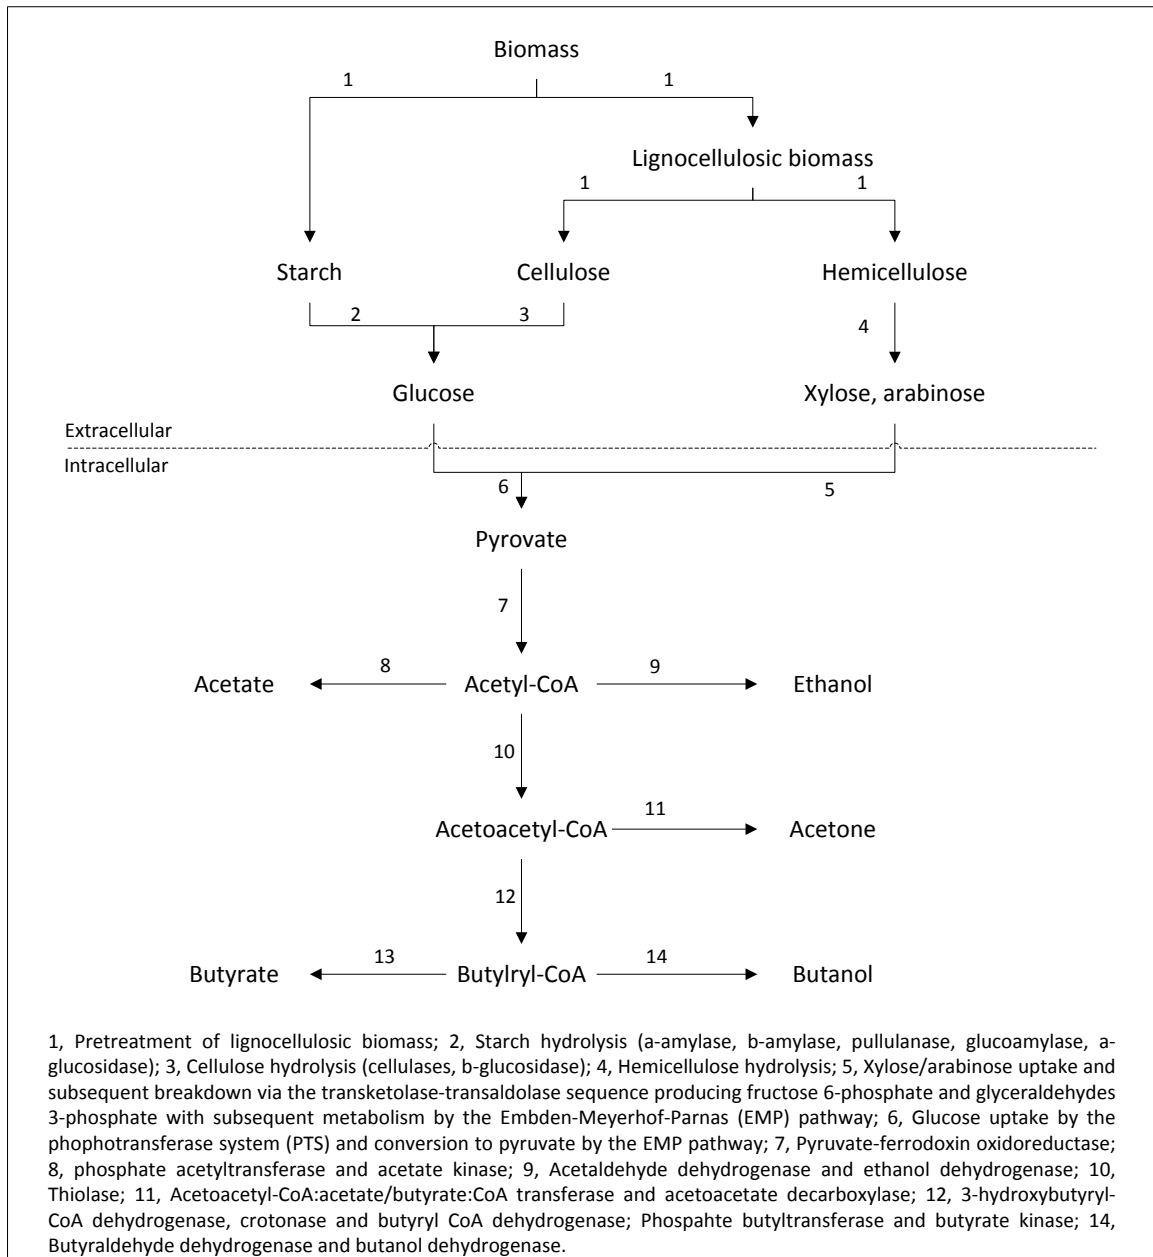 Biomass
1 1
Lignocellulosic biomass
1 1
Starch Cellulose Hemicellulose
2 3 4
Glucose Xylose, arabinose
Extracellular
Intracellular
6 5
Pyrovate
7
8 9
Acetate Acetyl-CoA Ethanol
10
11
Acetoacetyl-CoA Acetone
12
13 14
Butyrate Butylryl-CoA Butanol
1, Pretreatment of lignocellulosic biomass; 2, Starch hydrolysis (a-amylase, b-amylase, pullulanase, glucoamylase, a-
glucosidase); 3, Cellulose hydrolysis (cellulases, b-glucosidase); 4, Hemicellulose hydrolysis; 5, Xylose/arabinose uptake and
subsequent breakdown via the transketolase-transaldolase sequence producing fructose 6-phosphate and glyceraldehydes
3-phosphate with subsequent metabolism by the Embden-Meyerhof-Parnas (EMP) pathway; 6, Glucose uptake by the
phophotransferase system (PTS) and conversion to pyruvate by the EMP pathway; 7, Pyruvate-ferrodoxin oxidoreductase;
8, phosphate acetyltransferase and acetate kinase; 9, Acetaldehyde dehydrogenase and ethanol dehydrogenase; 10,
Thiolase; 11, Acetoacetyl-CoA:acetate/butyrate:CoA transferase and acetoacetate decarboxylase; 12, 3-hydroxybutyryl-
CoA dehydrogenase, crotonase and butyryl CoA dehydrogenase; Phospahte butyltransferase and butyrate kinase; 14,
Butyraldehyde dehydrogenase and butanol dehydrogenase.